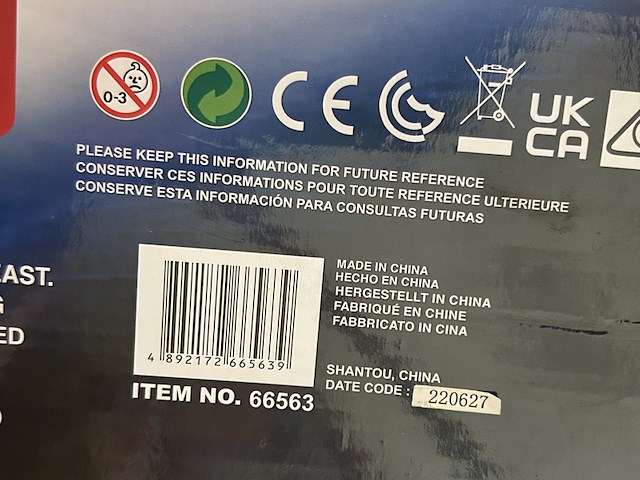 0-3
CE
UK
CA
PLEASE KEEP THIS INFORMATION FOR FUTURE REFERENCE
CONSERVER CES INFORMATIONS POUR TOUTE REFERENCE ULTERIEURE
CONSERVE ESTA INFORMACIÓN PARA CONSULTAS FUTURAS
EAST.
G
ED
MADE IN CHINA
HECHO EN CHINA
HERGESTELLT IN CHINA
FABRIQUÉ EN CHINE
FABBRICATO IN CINA
4 892172 665639
ITEM NO. 66563
SHANTOU, CHINA
DATE CODE : 220627